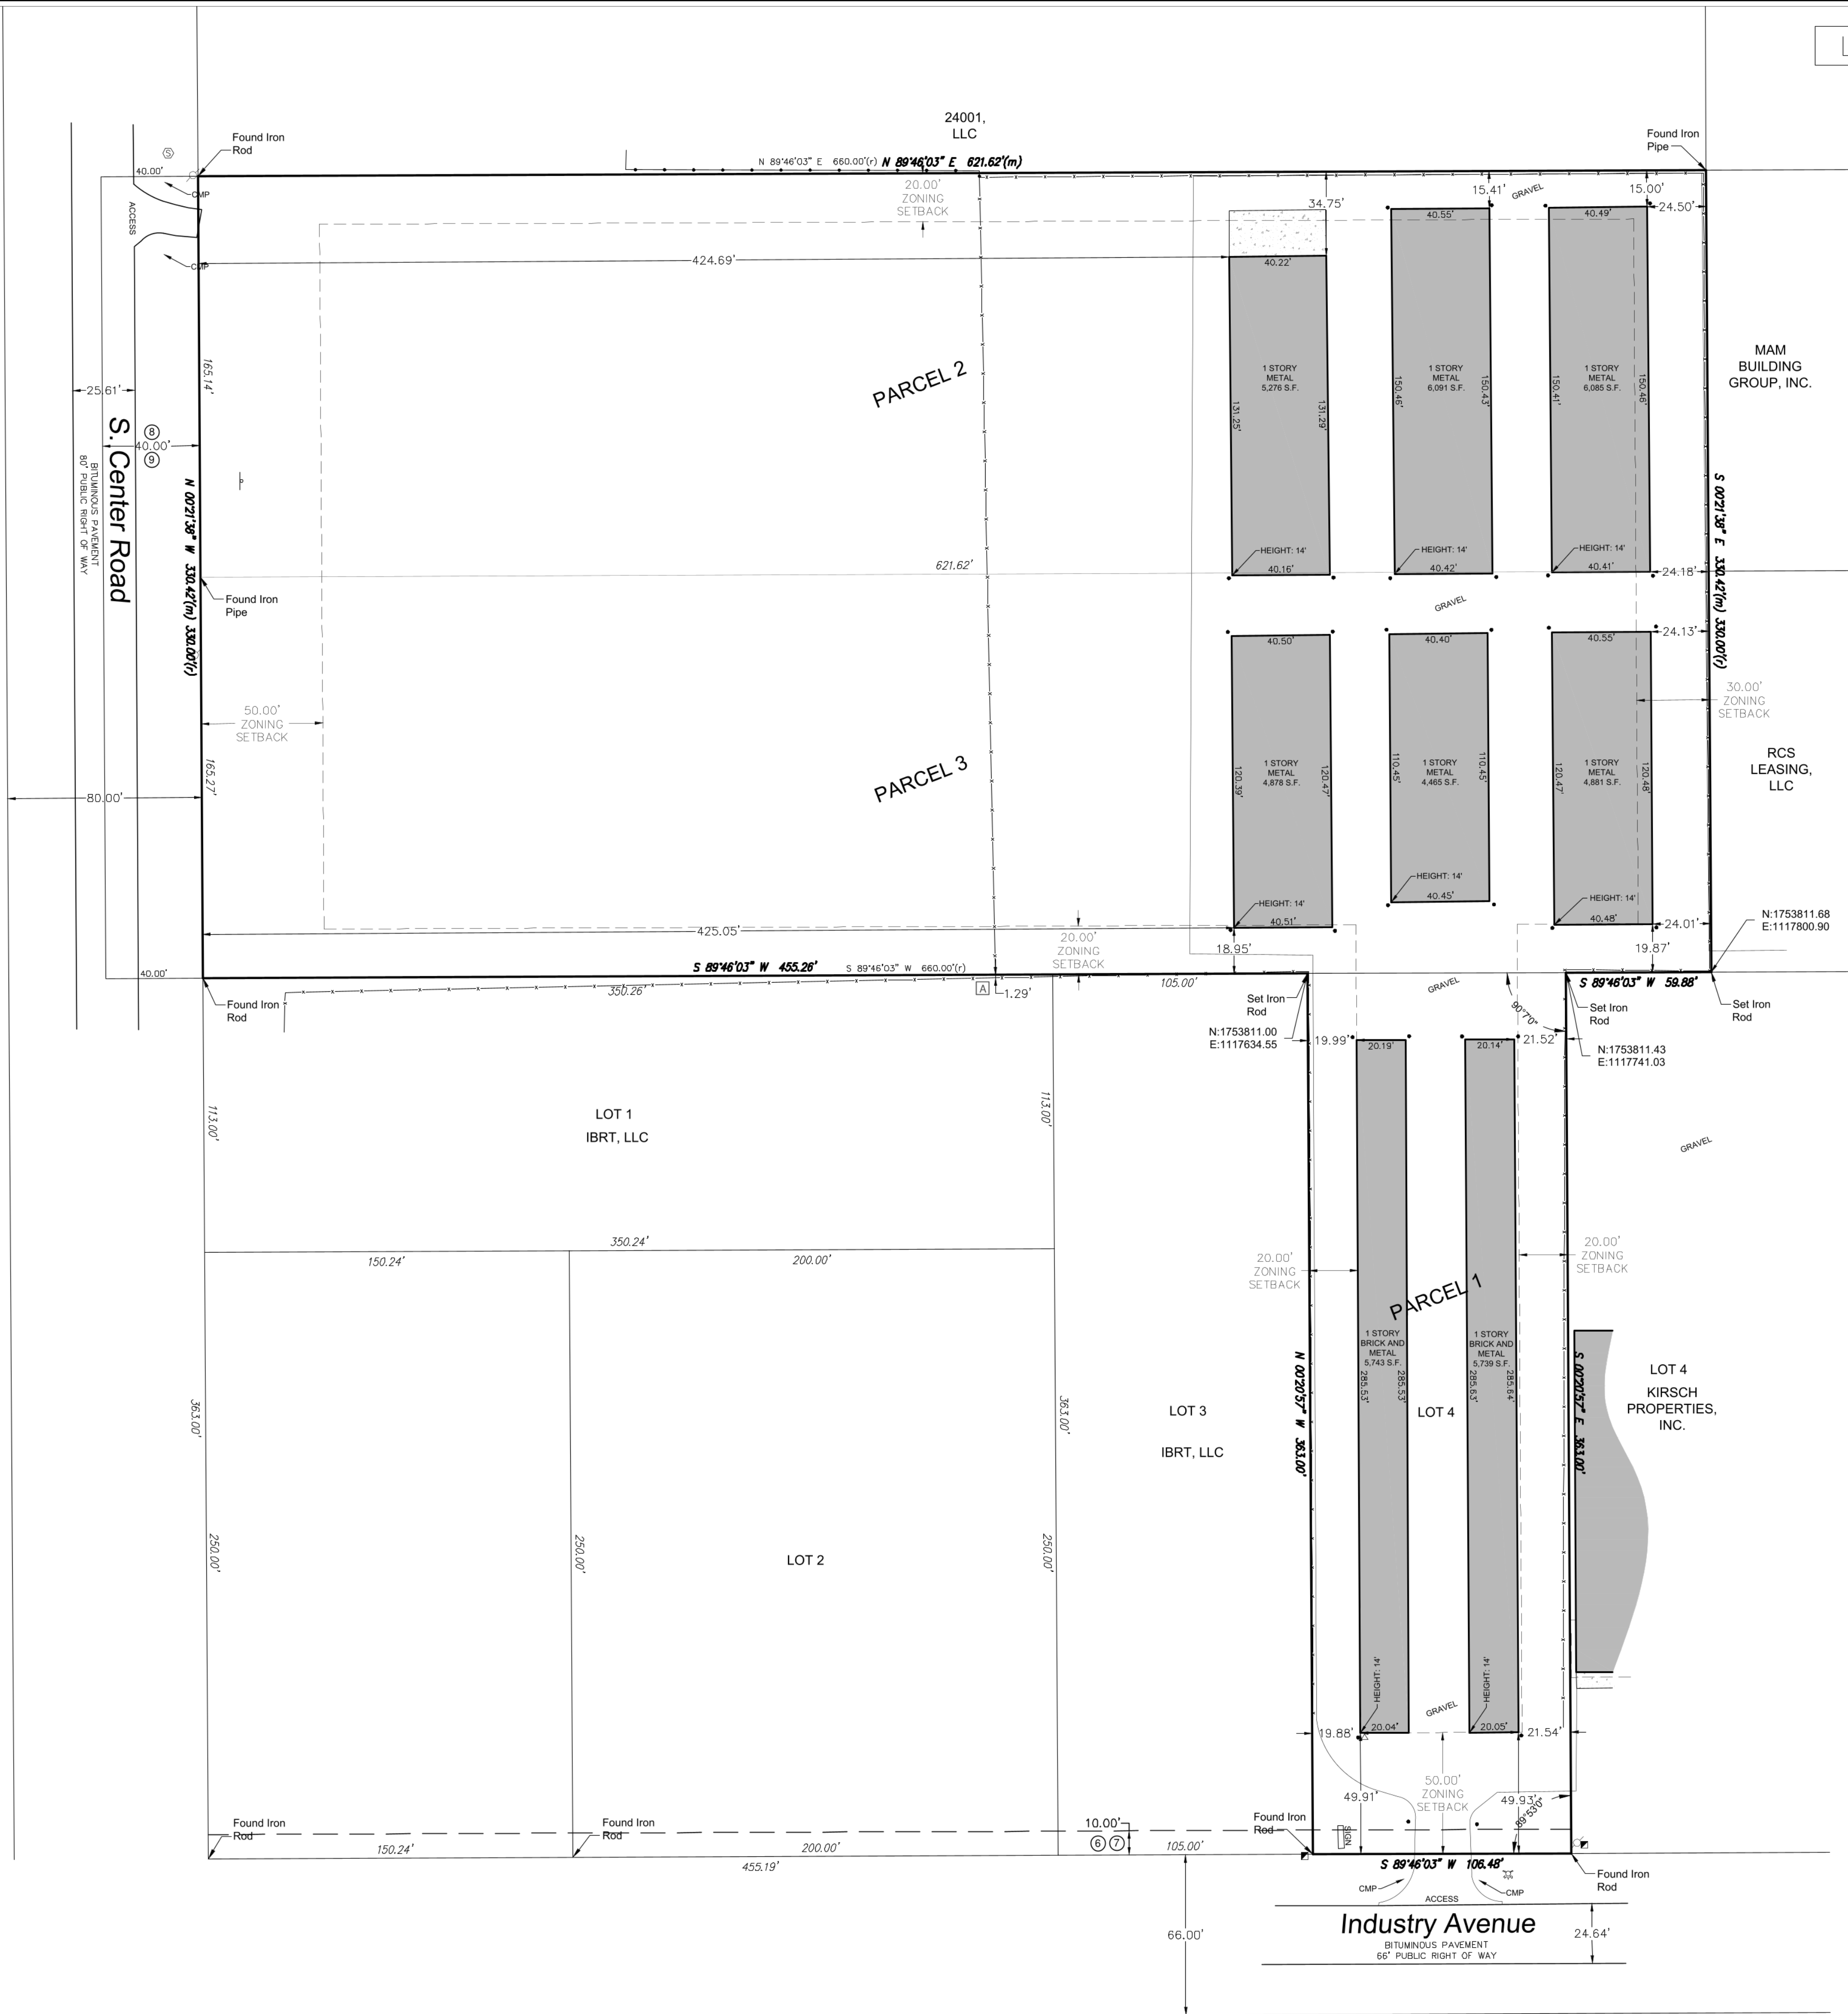 24001,
LLC
Found Iron
Rod
Found Iron
Pipe
N 89°46'03" E 660.00'(r) N 89°46'03" E 621.62'(m)
S
40.00'
CMP
ACCESS
CMP
20.00'
ZONING
SETBACK
34.75'
15.41'
GRAVEL
15.00'
24.50'
40.55'
40.49'
424.69'
40.22'
165.14'
PARCEL 2
1 STORY
METAL
5,276 S.F.
131.25'
131.29'
1 STORY
METAL
6,091 S.F.
150.46'
150.43'
1 STORY
METAL
6,085 S.F.
150.41'
150.46'
MAM
BUILDING
GROUP, INC.
25.61'
S. Center Road
BITUMINOUS PAVEMENT
80' PUBLIC RIGHT OF WAY
8
40.00'
9
N 00°21'38" W 330.42'(m) 330.00'(r)
S 00°21'38" E 330.42'(m) 330.00'(r)
HEIGHT: 14'
40.16'
HEIGHT: 14'
40.42'
HEIGHT: 14'
40.41'
24.18'
621.62'
Found Iron
Pipe
GRAVEL
40.50'
40.40'
40.55'
24.13'
50.00'
ZONING
SETBACK
30.00'
ZONING
SETBACK
165.27'
80.00'
PARCEL 3
1 STORY
METAL
4,878 S.F.
120.39'
120.47'
1 STORY
METAL
4,465 S.F.
110.45'
110.45'
1 STORY
METAL
4,881 S.F.
120.47'
120.48'
RCS
LEASING,
LLC
HEIGHT: 14'
40.51'
HEIGHT: 14'
40.45'
HEIGHT: 14'
40.48'
24.01'
N:1753811.68
E:1117800.90
425.05'
20.00'
ZONING
SETBACK
18.95'
19.87'
40.00'
S 89°46'03" W 455.26'
S 89°46'03" W 660.00'(r)
Found Iron
Rod
350.26'
A
1.29'
105.00'
GRAVEL
S 89°46'03" W 59.88'
Set Iron
Rod
90°7'0"
Set Iron
Rod
Set Iron
Rod
N:1753811.00
E:1117634.55
19.99'
20.19'
20.14'
21.52'
N:1753811.43
E:1117741.03
113.00'
LOT 1
IBRT, LLC
113.00'
GRAVEL
350.24'
150.24'
200.00'
20.00'
ZONING
SETBACK
20.00'
ZONING
SETBACK
PARCEL 1
1 STORY
BRICK AND
METAL
5,743 S.F.
285.53'
285.53'
1 STORY
BRICK AND
METAL
5,739 S.F.
285.63'
285.64'
N 00°20'57" W 363.00'
S 00°20'57" E 363.00'
LOT 4
KIRSCH
PROPERTIES,
INC.
363.00'
363.00'
LOT 3
IBRT, LLC
LOT 4
250.00'
250.00'
LOT 2
250.00'
HEIGHT: 14'
HEIGHT: 14'
GRAVEL
19.88'
20.04'
20.05'
21.54'
50.00'
ZONING
SETBACK
49.91'
49.93'
89°53'0"
Found Iron
Rod
Found Iron
Rod
10.00'
6 7
Found Iron
Rod
SIGN
150.24'
200.00'
105.00'
455.19'
S 89°46'03" W 106.48'
Found Iron
Rod
CMP
CMP
ACCESS
Industry Avenue
BITUMINOUS PAVEMENT
66' PUBLIC RIGHT OF WAY
66.00'
24.64'